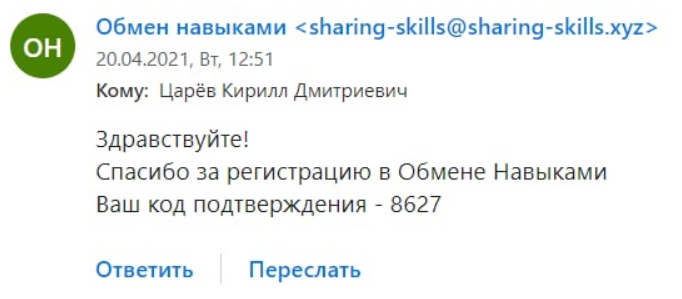 ОН
Обмен навыками <sharing-skills@sharing-skills.xyz>
20.04.2021, Вт, 12:51
Кому: Царёв Кирилл Дмитриевич
Здравствуйте!
Спасибо за регистрацию в Обмене Навыками
Ваш код подтверждения - 8627
Ответить Переслать